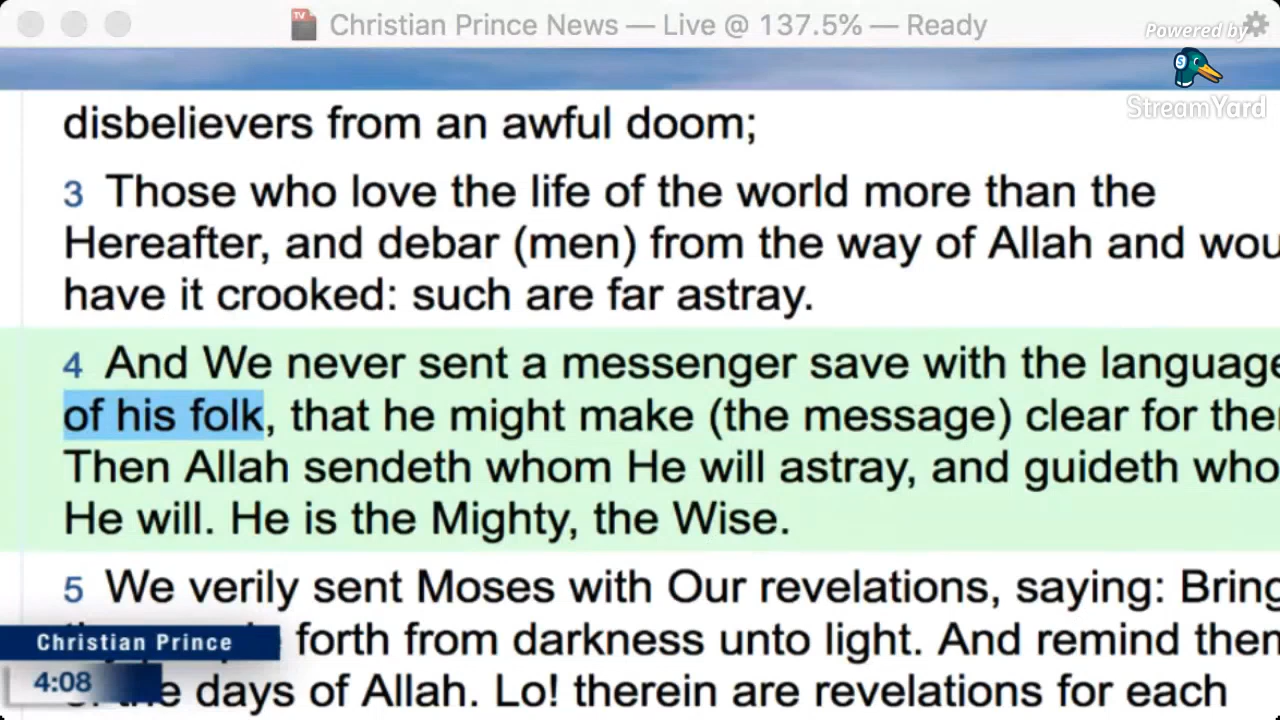 TV Christian Prince News — Live @ 137.5% — Ready
Powered by
StreamYard
disbelievers from an awful doom;
3 Those who love the life of the world more than the
Hereafter, and debar (men) from the way of Allah and wou
have it crooked: such are far astray.
4 And We never sent a messenger save with the language
of his folk, that he might make (the message) clear for the
Then Allah sendeth whom He will astray, and guideth who
He will. He is the Mighty, the Wise.
5 We verily sent Moses with Our revelations, saying: Bring
forth from darkness unto light. And remind them
days of Allah. Lo! therein are revelations for each
Christian Prince
4:08